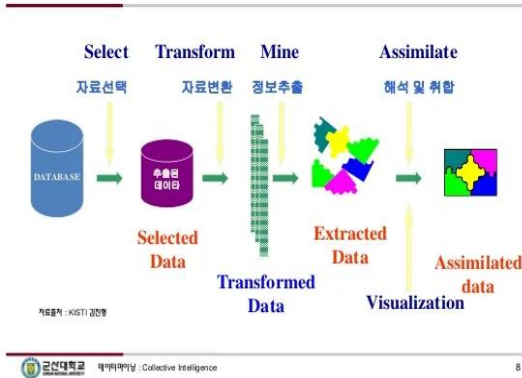 Select Transform Mine Assimilate
자료선택 자료변환 정보추출 해석 및 취합
DATABASE
추출된
데이타
Selected
Data
Extracted
Data
Transformed
Data
Assimilated
data
Visualization
자료출처 : KISTI 김진형
군산대학교 데이터마이닝 : Collective Intelligence 8